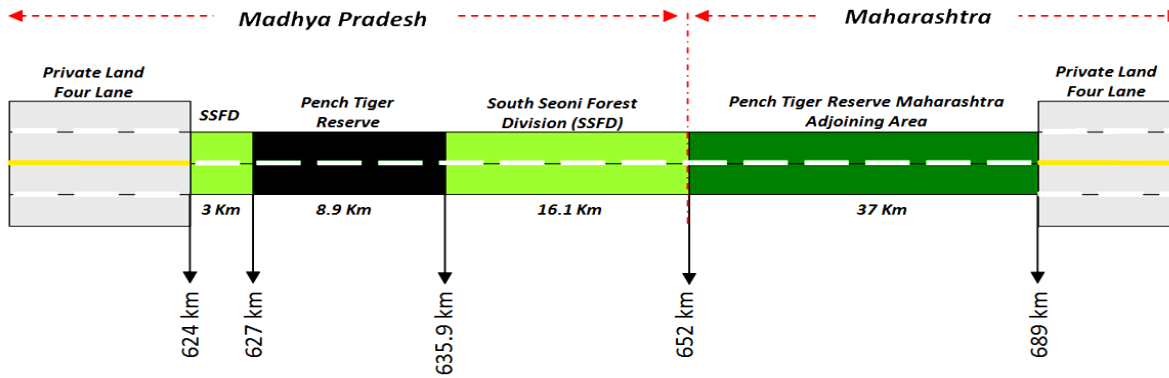 Madhya Pradesh
Maharashtra
Private Land
Four Lane
SSFD
Pench Tiger
Reserve
South Seoni Forest
Division (SSFD)
Pench Tiger Reserve Maharashtra
Adjoining Area
Private Land
Four Lane
3 Km
8.9 Km
16.1 Km
37 Km
624 km
627 km
635.9 km
652 km
689 km